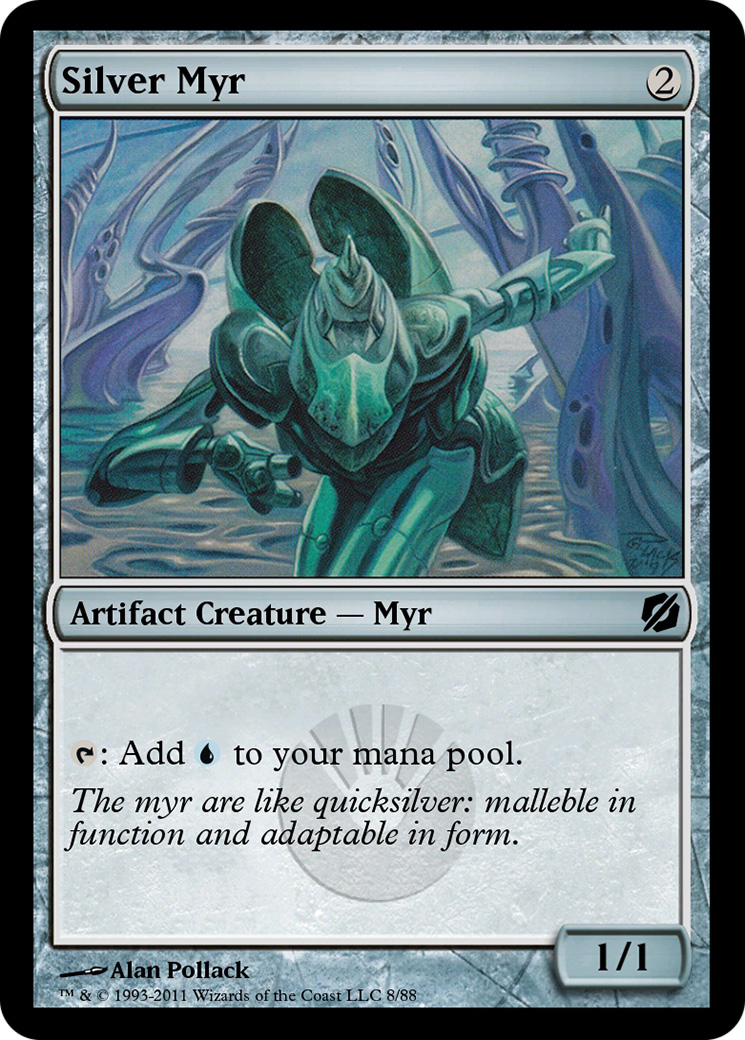 Silver Myr 2
Artifact Creature — Myr
: Add to your mana pool.
The myr are like quicksilver: malleble in
function and adaptable in form.
1/1
Alan Pollack
™ & © 1993-2011 Wizards of the Coast LLC 8/88